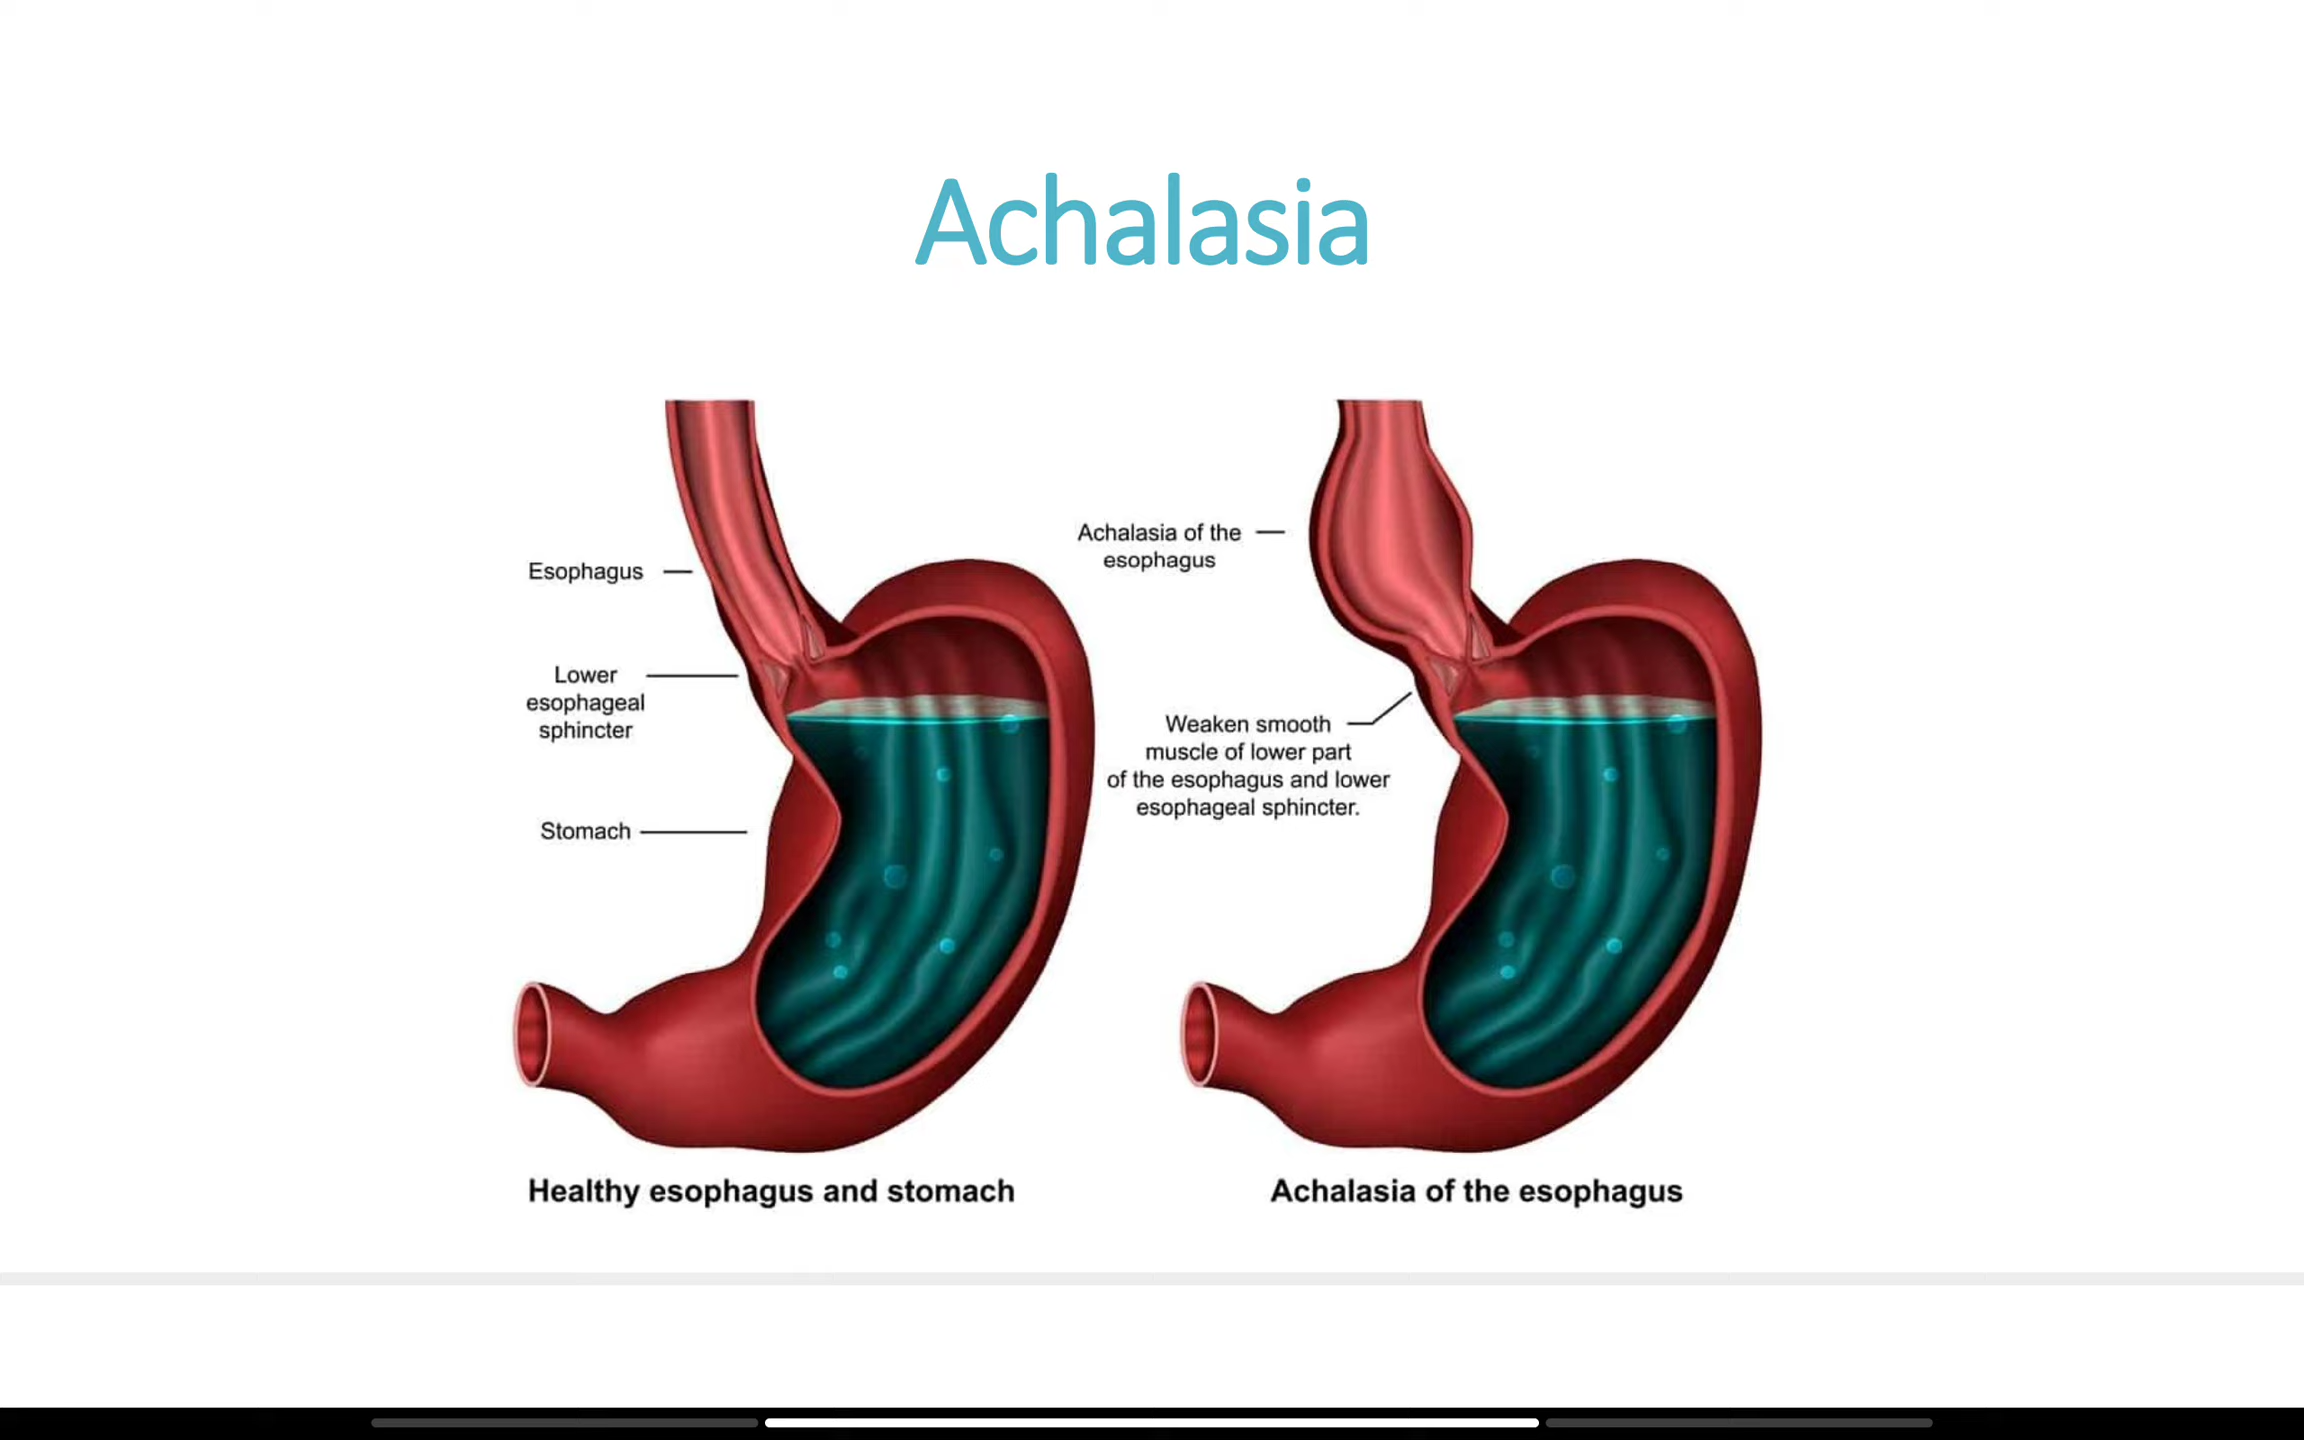 Achalasia
Esophagus
Lower
esophageal
sphincter
Stomach
Healthy esophagus and stomach
Achalasia of the
esophagus
Weaken smooth
muscle of lower part
of the esophagus and lower
esophageal sphincter.
Achalasia of the esophagus